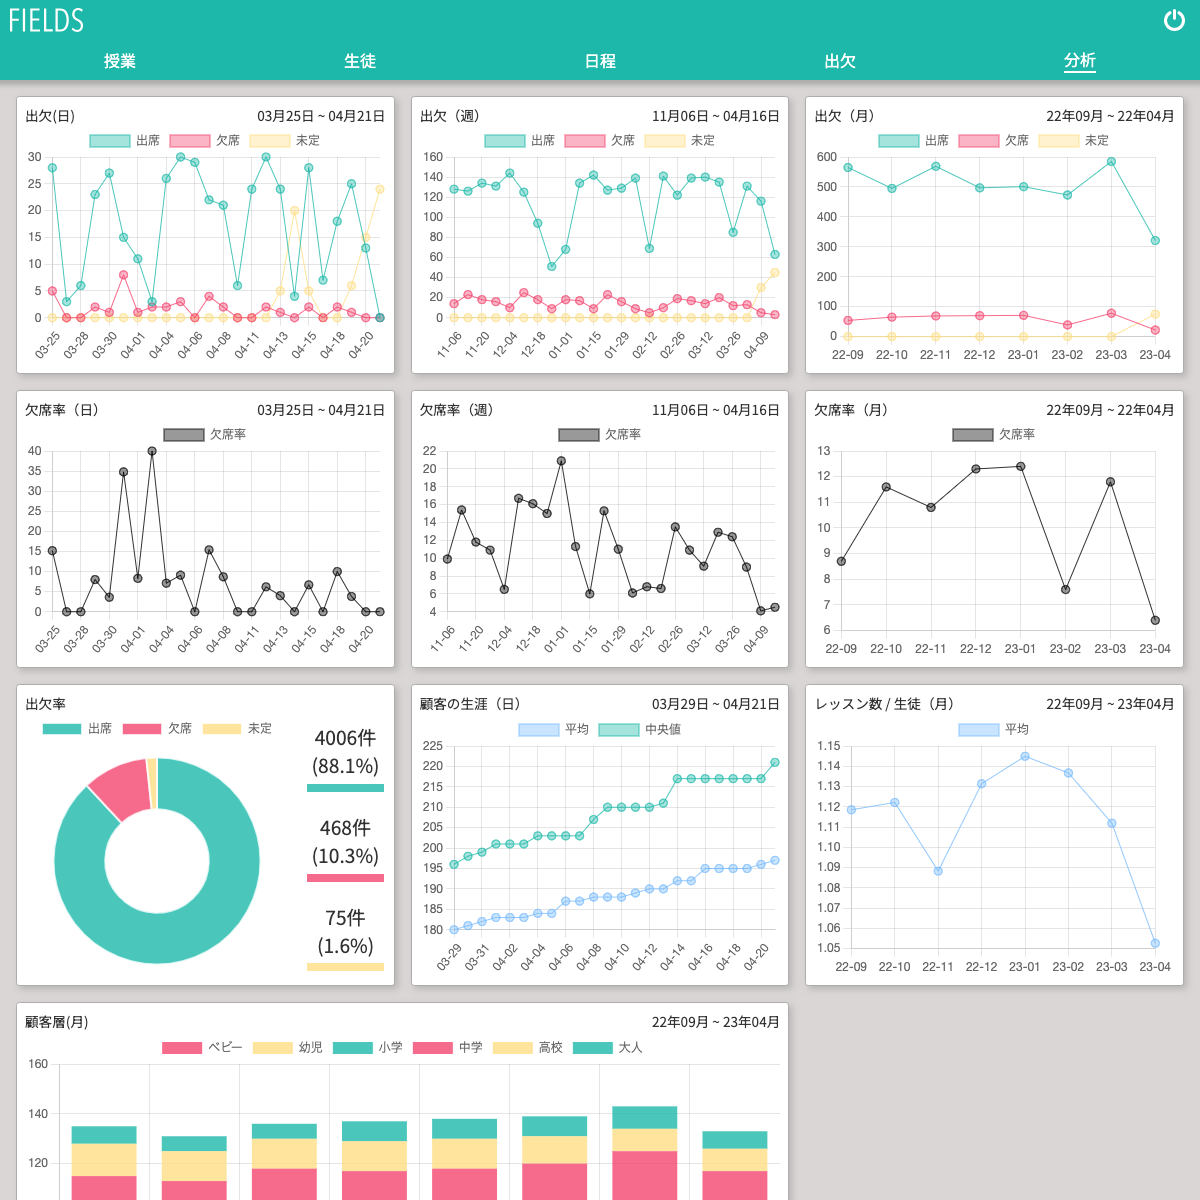 FIELDS
授業 生徒 日程 出欠 分析
出欠(日) 03月25日 ~ 04月21日
出席 欠席 未定
30
25
20
15
10
5
0
03-25 03-28 03-30 04-01 04-04 04-06 04-08 04-11 04-13 04-15 04-18 04-20
出欠（週） 11月06日 ~ 04月16日
出席 欠席 未定
160
140
120
100
80
60
40
20
0
11-06 11-20 12-04 12-18 01-01 01-15 01-29 02-12 02-26 03-12 03-26 04-09
出欠（月） 22年09月 ~ 22年04月
出席 欠席 未定
600
500
400
300
200
100
0
22-09 22-10 22-11 22-12 23-01 23-02 23-03 23-04
欠席率（日） 03月25日 ~ 04月21日
欠席率
40
35
30
25
20
15
10
5
0
03-25 03-28 03-30 04-01 04-04 04-06 04-08 04-11 04-13 04-15 04-18 04-20
欠席率（週） 11月06日 ~ 04月16日
欠席率
22
20
18
16
14
12
10
8
6
4
11-06 11-20 12-04 12-18 01-01 01-15 01-29 02-12 02-26 03-12 03-26 04-09
欠席率（月） 22年09月 ~ 22年04月
欠席率
13
12
11
10
9
8
7
6
22-09 22-10 22-11 22-12 23-01 23-02 23-03 23-04
出欠率
出席 欠席 未定
4006件
(88.1%)
468件
(10.3%)
75件
(1.6%)
顧客の生涯（日） 03月29日 ~ 04月21日
平均 中央値
225
220
215
210
205
200
195
190
185
180
03-29 03-31 04-02 04-04 04-06 04-08 04-10 04-12 04-14 04-16 04-18 04-20
レッスン数 / 生徒（月） 22年09月 ~ 23年04月
平均
1.15
1.14
1.13
1.12
1.11
1.10
1.09
1.08
1.07
1.06
1.05
22-09 22-10 22-11 22-12 23-01 23-02 23-03 23-04
顧客層(月) 22年09月 ~ 23年04月
ベビー 幼児 小学 中学 高校 大人
160
140
120